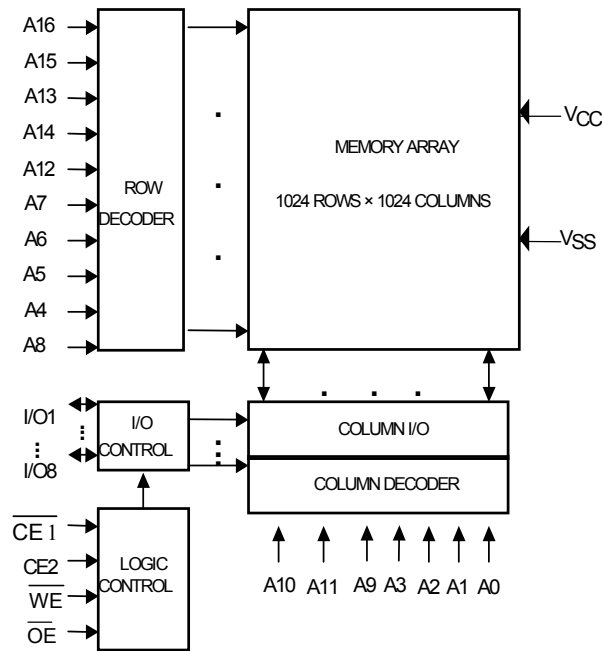 A16
A15
A13
A14
A12
A7
A6
A5
A4
A8
ROW
DECODER
MEMORY ARRAY
1024 ROWS × 1024 COLUMNS
VCC
VSS
I/O1
I/O8
I/O
CONTROL
COLUMN I/O
COLUMN DECODER
CE 1
CE2
WE
OE
LOGIC
CONTROL
A10 A11 A9 A3 A2 A1 A0